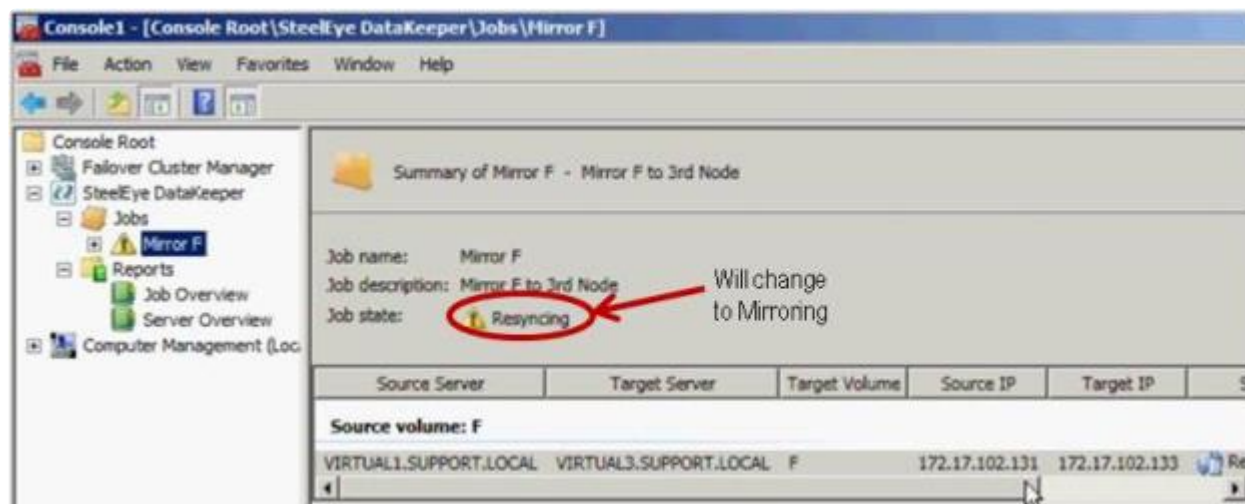 Console1 - [Console Root\SteelEye DataKeeper\Jobs\Mirror F]
File Action View Favorites Window Help
Console Root
Failover Cluster Manager
SteelEye DataKeeper
Jobs
Mirror F
Reports
Job Overview
Server Overview
Computer Management (Loc
Summary of Mirror F - Mirror F to 3rd Node
Job name: Mirror F
Job description: Mirror F to 3rd Node
Job state: Resyncing
Will change
to Mirroring
Source Server Target Server Target Volume Source IP Target IP S
Source volume: F
VIRTUAL1.SUPPORT.LOCAL VIRTUAL3.SUPPORT.LOCAL F 172.17.102.131 172.17.102.133 Re